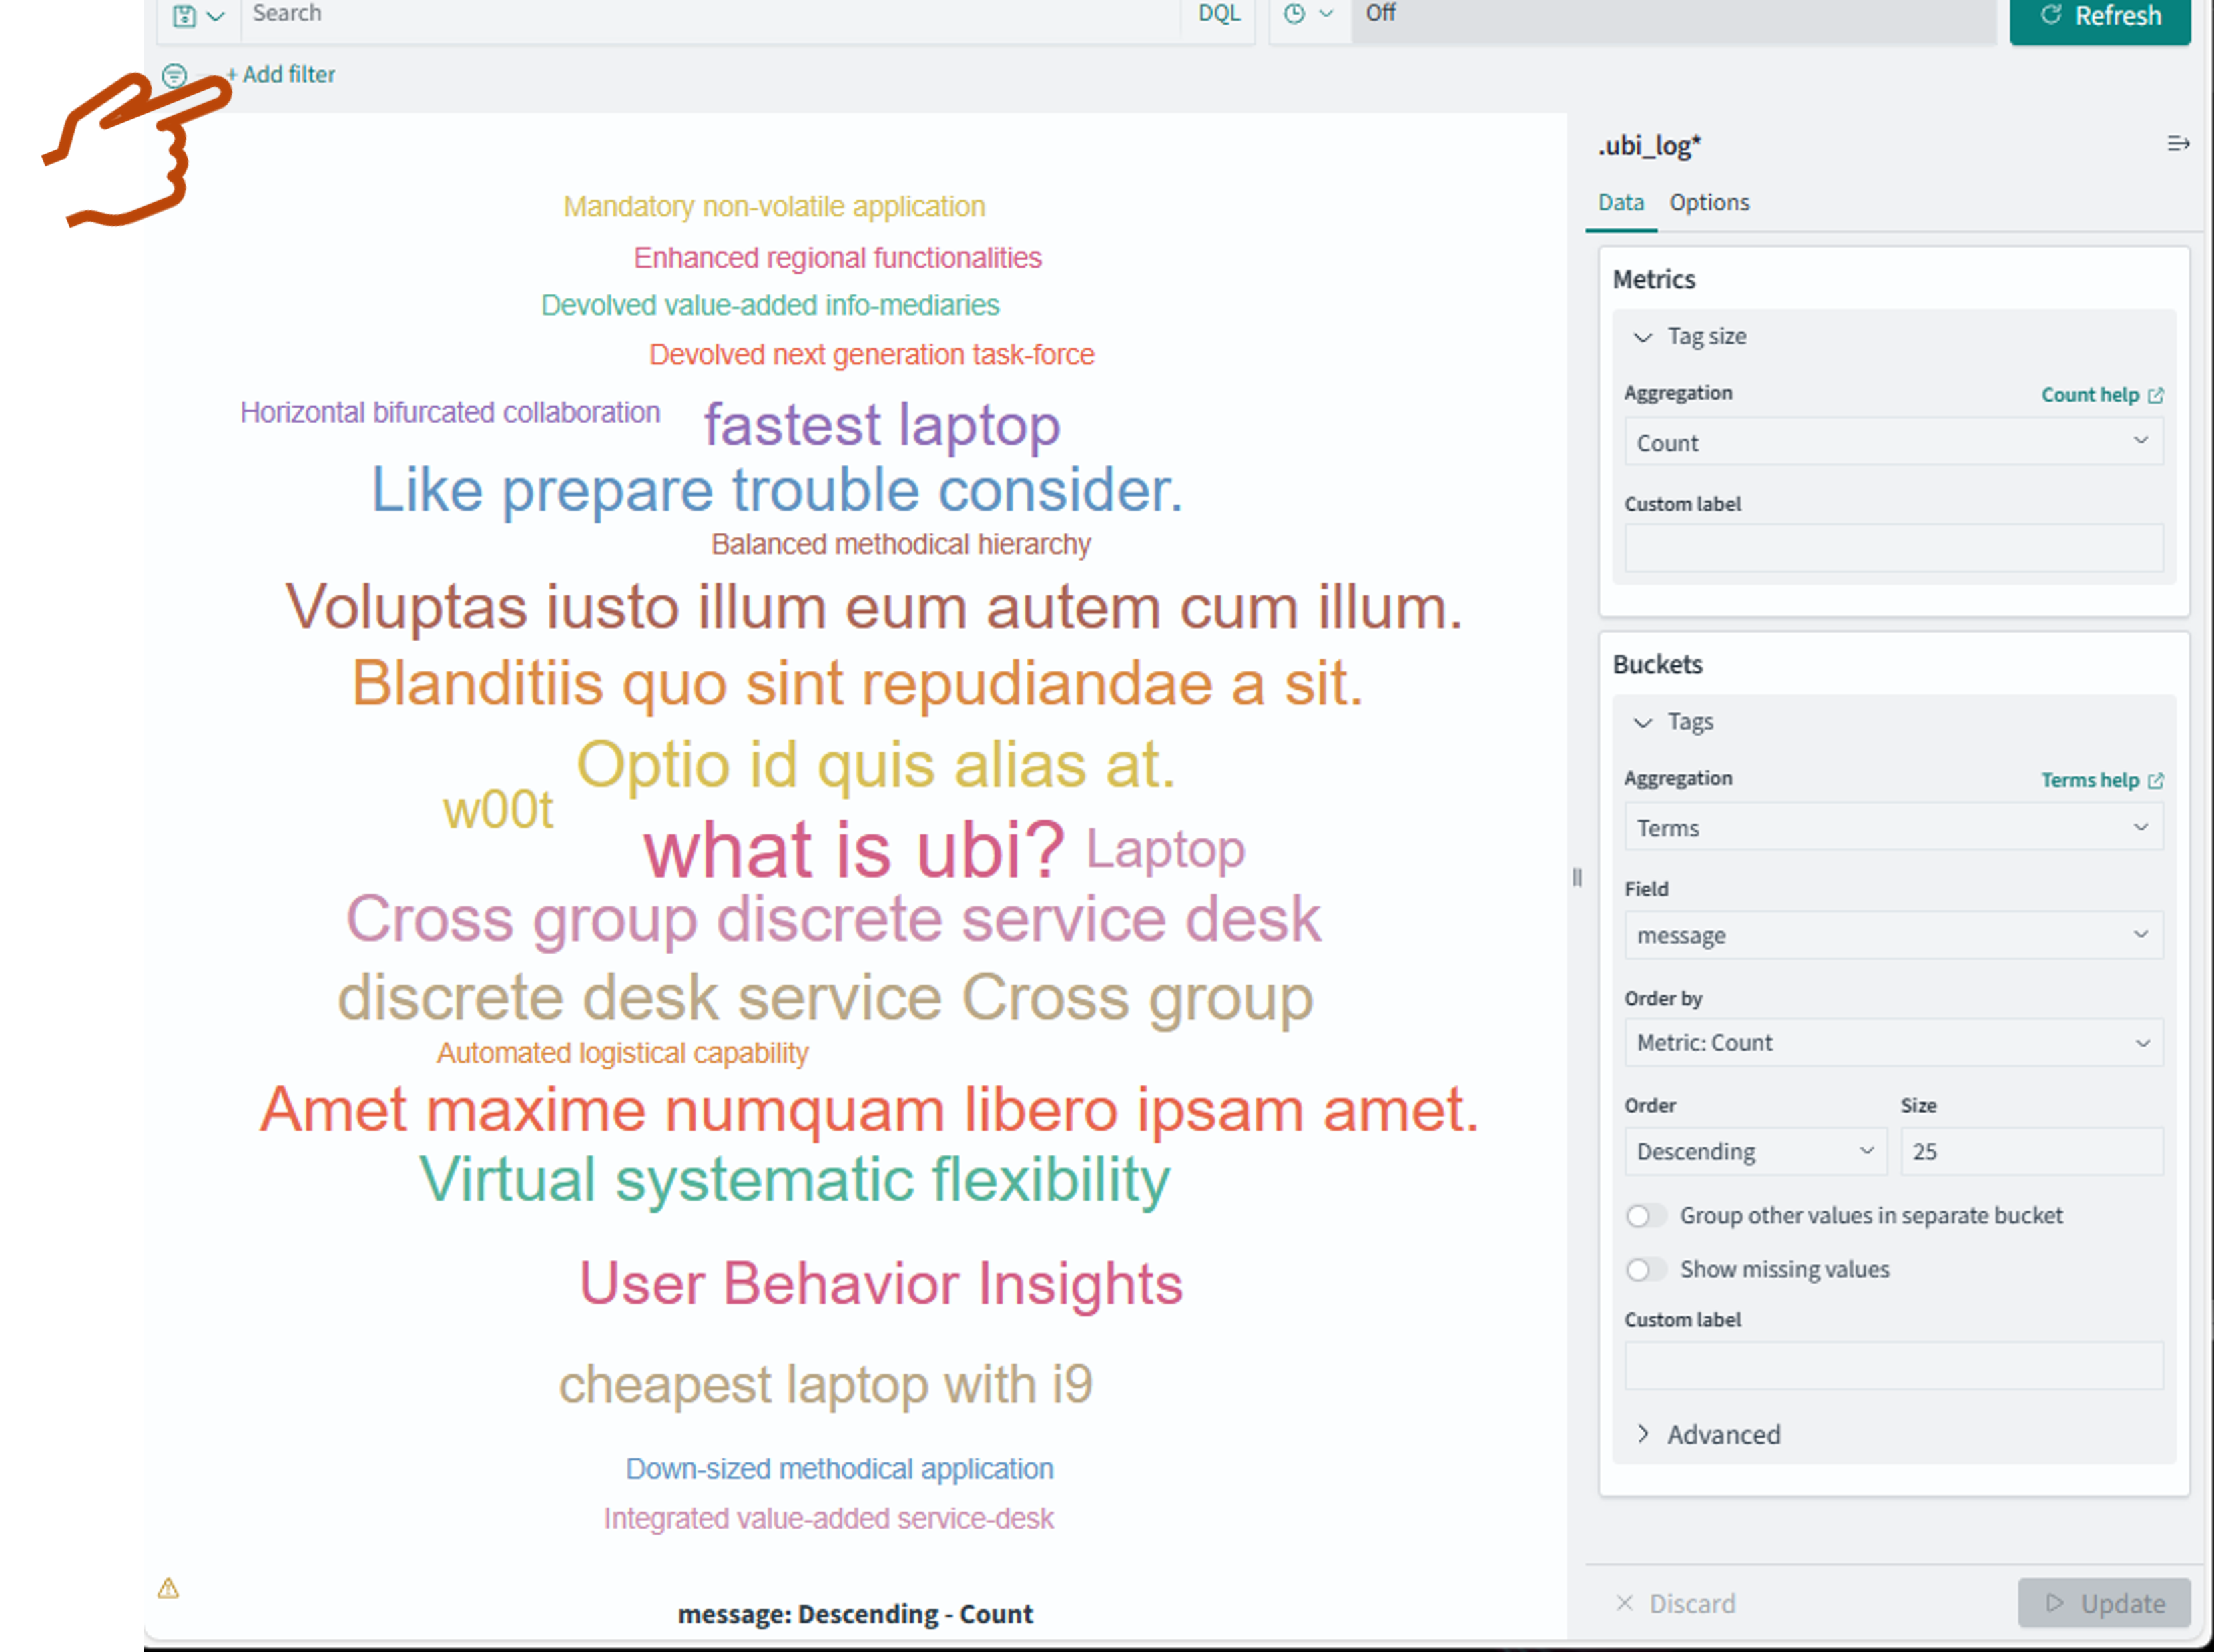 Search
DQL
Off
Refresh
+ Add filter
Mandatory non-volatile application
Enhanced regional functionalities
Devolved value-added info-mediaries
Devolved next generation task-force
Horizontal bifurcated collaboration
fastest laptop
Like prepare trouble consider.
Balanced methodical hierarchy
Voluptas iusto illum eum autem cum illum.
Blanditiis quo sint repudiandae a sit.
Optio id quis alias at.
w00t
what is ubi?
Laptop
Cross group discrete service desk
discrete desk service Cross group
Automated logistical capability
Amet maxime numquam libero ipsam amet.
Virtual systematic flexibility
User Behavior Insights
cheapest laptop with i9
Down-sized methodical application
Integrated value-added service-desk
message: Descending - Count
.ubi_log*
Data Options
Metrics
Tag size
Aggregation Count help
Count
Custom label
Buckets
Tags
Aggregation Terms help
Terms
Field
message
Order by
Metric: Count
Order Size
Descending 25
Group other values in separate bucket
Show missing values
Custom label
Advanced
Discard Update